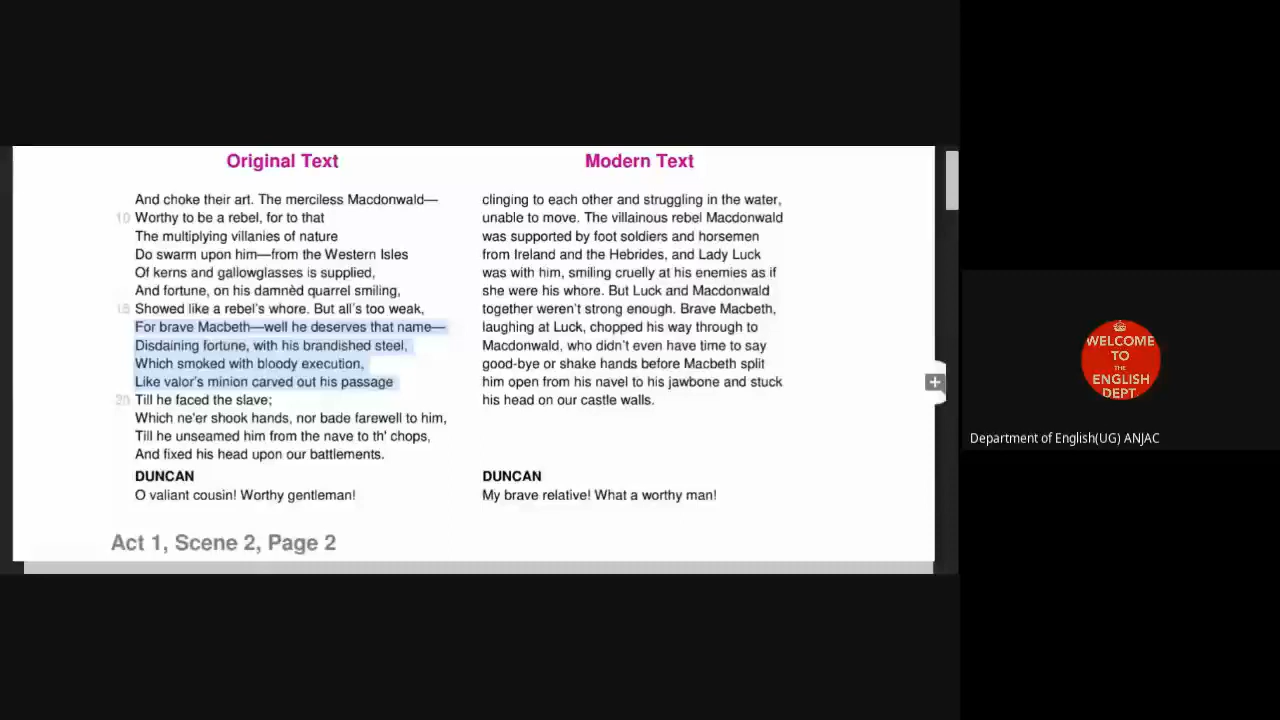 Original Text
And choke their art. The merciless Macdonwald—
10 Worthy to be a rebel, for to that
The multiplying villanies of nature
Do swarm upon him—from the Western Isles
Of kerns and gallowglasses is supplied,
And fortune, on his damnèd quarrel smiling,
15 Showed like a rebel's whore. But all's too weak,
For brave Macbeth—well he deserves that name—
Disdaining fortune, with his brandished steel,
Which smoked with bloody execution,
Like valor's minion carved out his passage
20 Till he faced the slave;
Which ne'er shook hands, nor bade farewell to him,
Till he unseamed him from the nave to th' chops,
And fixed his head upon our battlements.
DUNCAN
O valiant cousin! Worthy gentleman!
Modern Text
clinging to each other and struggling in the water,
unable to move. The villainous rebel Macdonwald
was supported by foot soldiers and horsemen
from Ireland and the Hebrides, and Lady Luck
was with him, smiling cruelly at his enemies as if
she were his whore. But Luck and Macdonwald
together weren't strong enough. Brave Macbeth,
laughing at Luck, chopped his way through to
Macdonwald, who didn't even have time to say
good-bye or shake hands before Macbeth split
him open from his navel to his jawbone and stuck
his head on our castle walls.
DUNCAN
My brave relative! What a worthy man!
Act 1, Scene 2, Page 2
WELCOME
TO
THE
ENGLISH
DEPT.
Department of English(UG) ANJAC